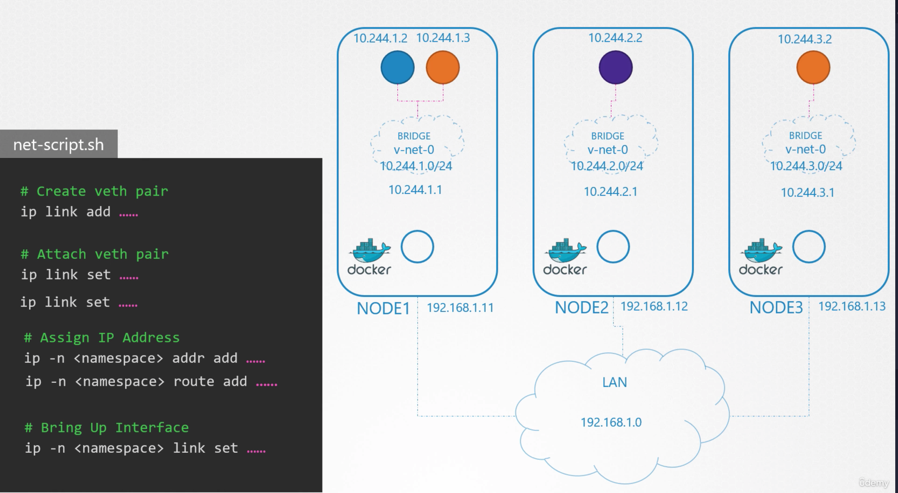 net-script.sh
# Create veth pair
ip link add ……
# Attach veth pair
ip link set ……
ip link set ……
# Assign IP Address
ip -n <namespace> addr add ……
ip -n <namespace> route add ……
# Bring Up Interface
ip -n <namespace> link set ……
10.244.1.2 10.244.1.3
BRIDGE
v-net-0
10.244.1.0/24
10.244.1.1
docker
NODE1
192.168.1.11
10.244.2.2
BRIDGE
v-net-0
10.244.2.0/24
10.244.2.1
docker
NODE2
192.168.1.12
10.244.3.2
BRIDGE
v-net-0
10.244.3.0/24
10.244.3.1
docker
NODE3
192.168.1.13
LAN
192.168.1.0
ûdemy